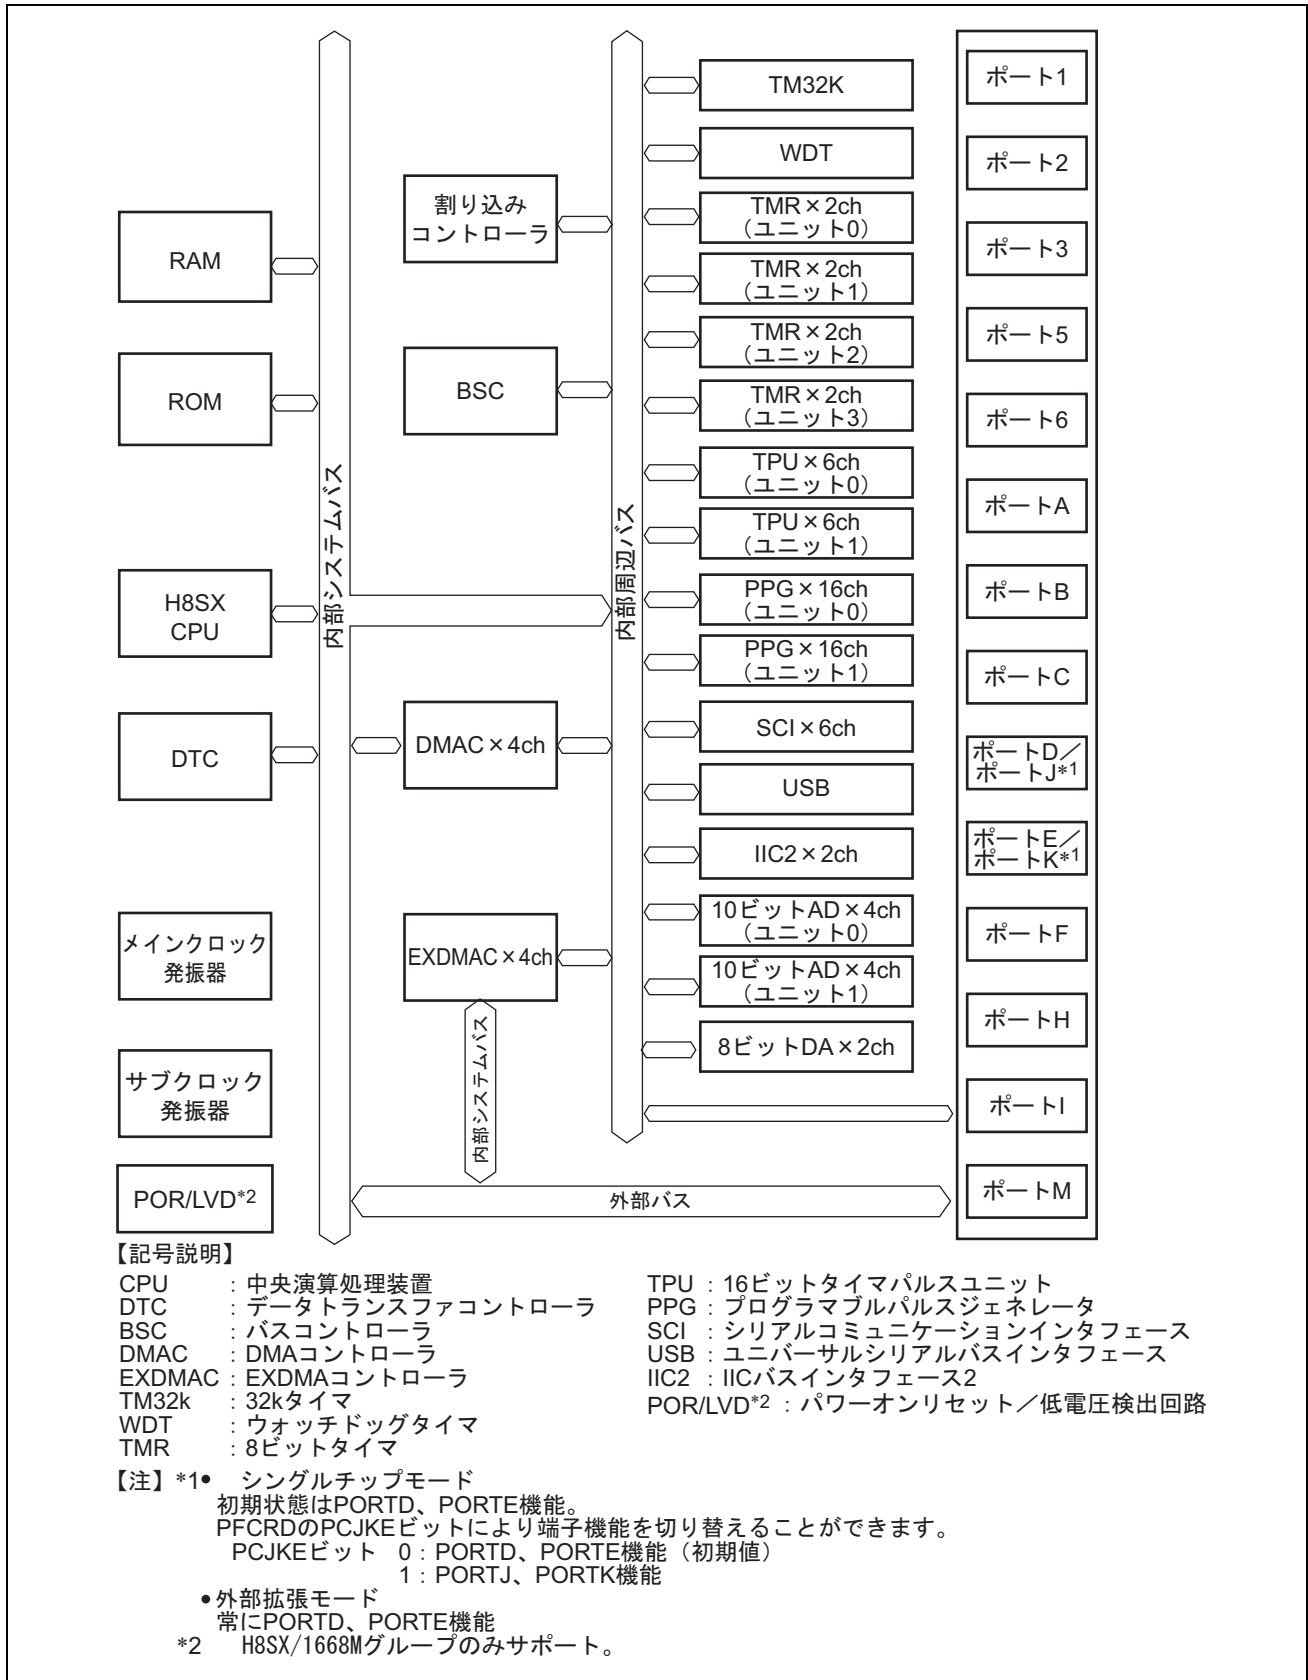 RAM
ROM
H8SX
CPU
DTC
メインクロック
発振器
サブクロック
発振器
POR/LVD*2
内部システムバス
割り込み
コントローラ
BSC
DMAC×4ch
EXDMAC×4ch
内部システムバス
内部周辺バス
TM32K
WDT
TMR×2ch
（ユニット0）
TMR×2ch
（ユニット1）
TMR×2ch
（ユニット2）
TMR×2ch
（ユニット3）
TPU×6ch
（ユニット0）
TPU×6ch
（ユニット1）
PPG×16ch
（ユニット0）
PPG×16ch
（ユニット1）
SCI×6ch
USB
IIC2×2ch
10ビットAD×4ch
（ユニット0）
10ビットAD×4ch
（ユニット1）
8ビットDA×2ch
外部バス
ポート1
ポート2
ポート3
ポート5
ポート6
ポートA
ポートB
ポートC
ポートD／
ポートJ*1
ポートE／
ポートK*1
ポートF
ポートH
ポートI
ポートM
【記号説明】
CPU : 中央演算処理装置
DTC : データトランスファコントローラ
BSC : バスコントローラ
DMAC : DMAコントローラ
EXDMAC : EXDMAコントローラ
TM32k : 32kタイマ
WDT : ウォッチドッグタイマ
TMR : 8ビットタイマ
TPU : 16ビットタイマパルスユニット
PPG : プログラマブルパルスジェネレータ
SCI : シリアルコミュニケーションインタフェース
USB : ユニバーサルシリアルバスインタフェース
IIC2 : IICバスインタフェース2
POR/LVD*2 : パワーオンリセット／低電圧検出回路
【注】*1● シングルチップモード
初期状態はPORTD、PORTE機能。
PFCRDのPCJKEビットにより端子機能を切り替えることができます。
PCJKEビット 0 : PORTD、PORTE機能（初期値）
1 : PORTJ、PORTK機能
●外部拡張モード
常にPORTD、PORTE機能
*2 H8SX/1668Mグループのみサポート。